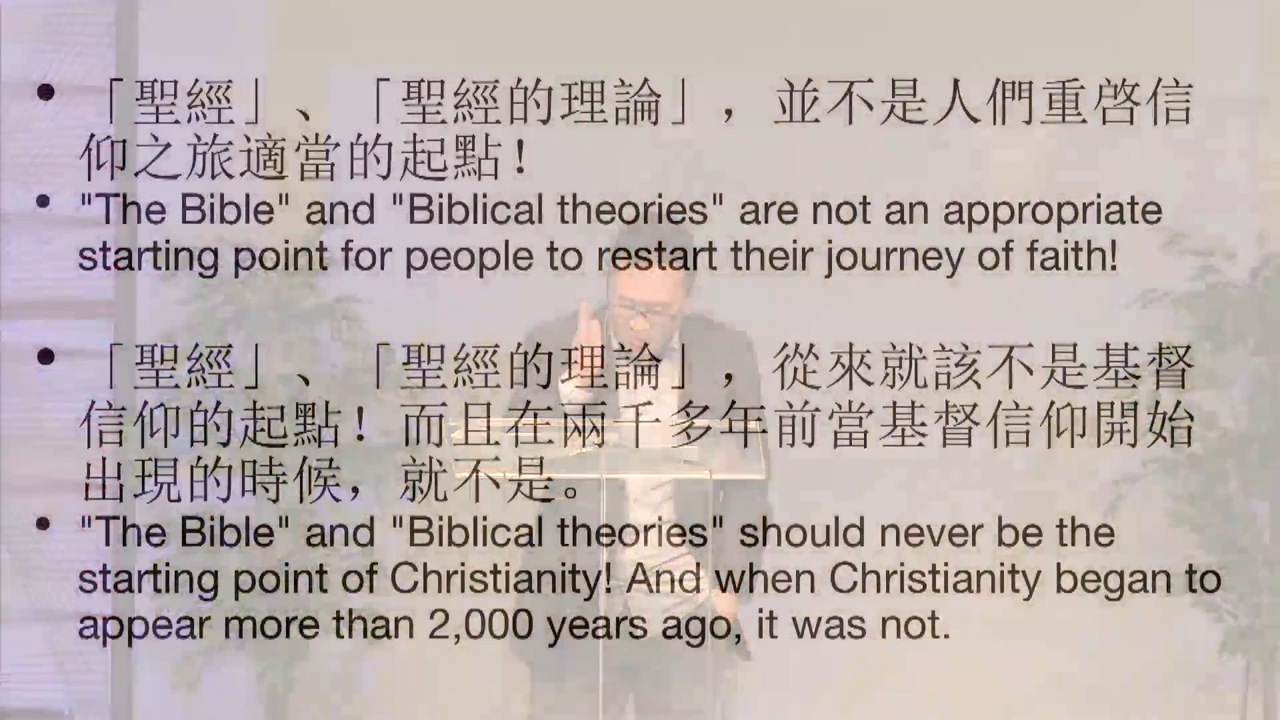 • 「聖經」、「聖經的理論」，並不是人們重啓信
仰之旅適當的起點！
• "The Bible" and "Biblical theories" are not an appropriate
starting point for people to restart their journey of faith!
• 「聖經」、「聖經的理論」，從來就該不是基督
信仰的起點！而且在兩千多年前當基督信仰開始
出現的時候，就不是。
• "The Bible" and "Biblical theories" should never be the
starting point of Christianity! And when Christianity began to
appear more than 2,000 years ago, it was not.